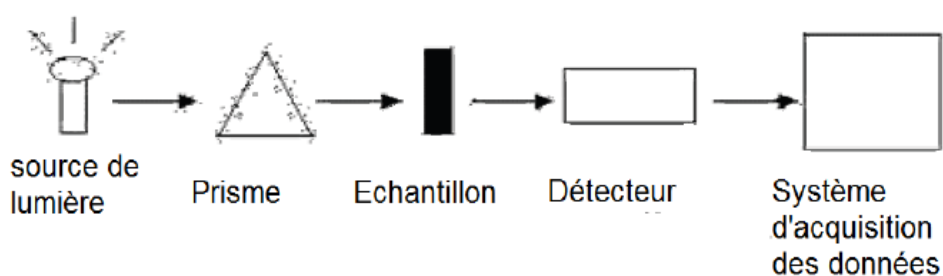 source de
lumière
Prisme
Echantillon
Détecteur
Système
d'acquisition
des données